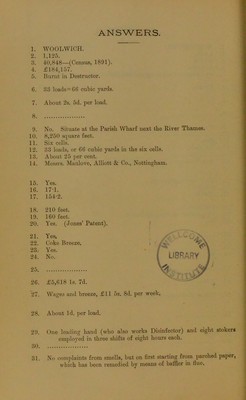 ANSWERS.
1. WOOLWICH.
2. 1,125.
3. 40,848—(Census, 1891).
4. £184,157.
5. Burnt in Destructor.
6. 33 loads=66 cubic yards.
7. About 2s. 5d. per load.
8. ..................
9. No. Situate at the Parish Wharf next the River Thames.
10. 8,250 square feet.
11. Six cells.
12. 33 loads, or 66 cubic yards in the six cells.
13. About 25 per cent.
14. Messrs. Manlove, Alliott & Co., Nottingham.
15. Yes.
16. 17·1.
17. 154·2.
18. 210 feet.
19. 160 feet.
20. Yes. (Jones' Patent).
21. Yes,
22. Coke Breeze,
23. Yes.
24. No.
25. ..................
26. £5,618 1s. 7d.
27. Wages and breeze, £11 5s. 8d. per week,
28. About 1d. per load.
29. One leading hand (who also works Disinfector) and eight stokers
employed in three shifts of eight hours each.
30. ..................
31. No complaints from smells, but on first starting from parched paper,
which has been remedied by means of baffler in flue,
WELCOME
LIBRARY
INSTITUTE